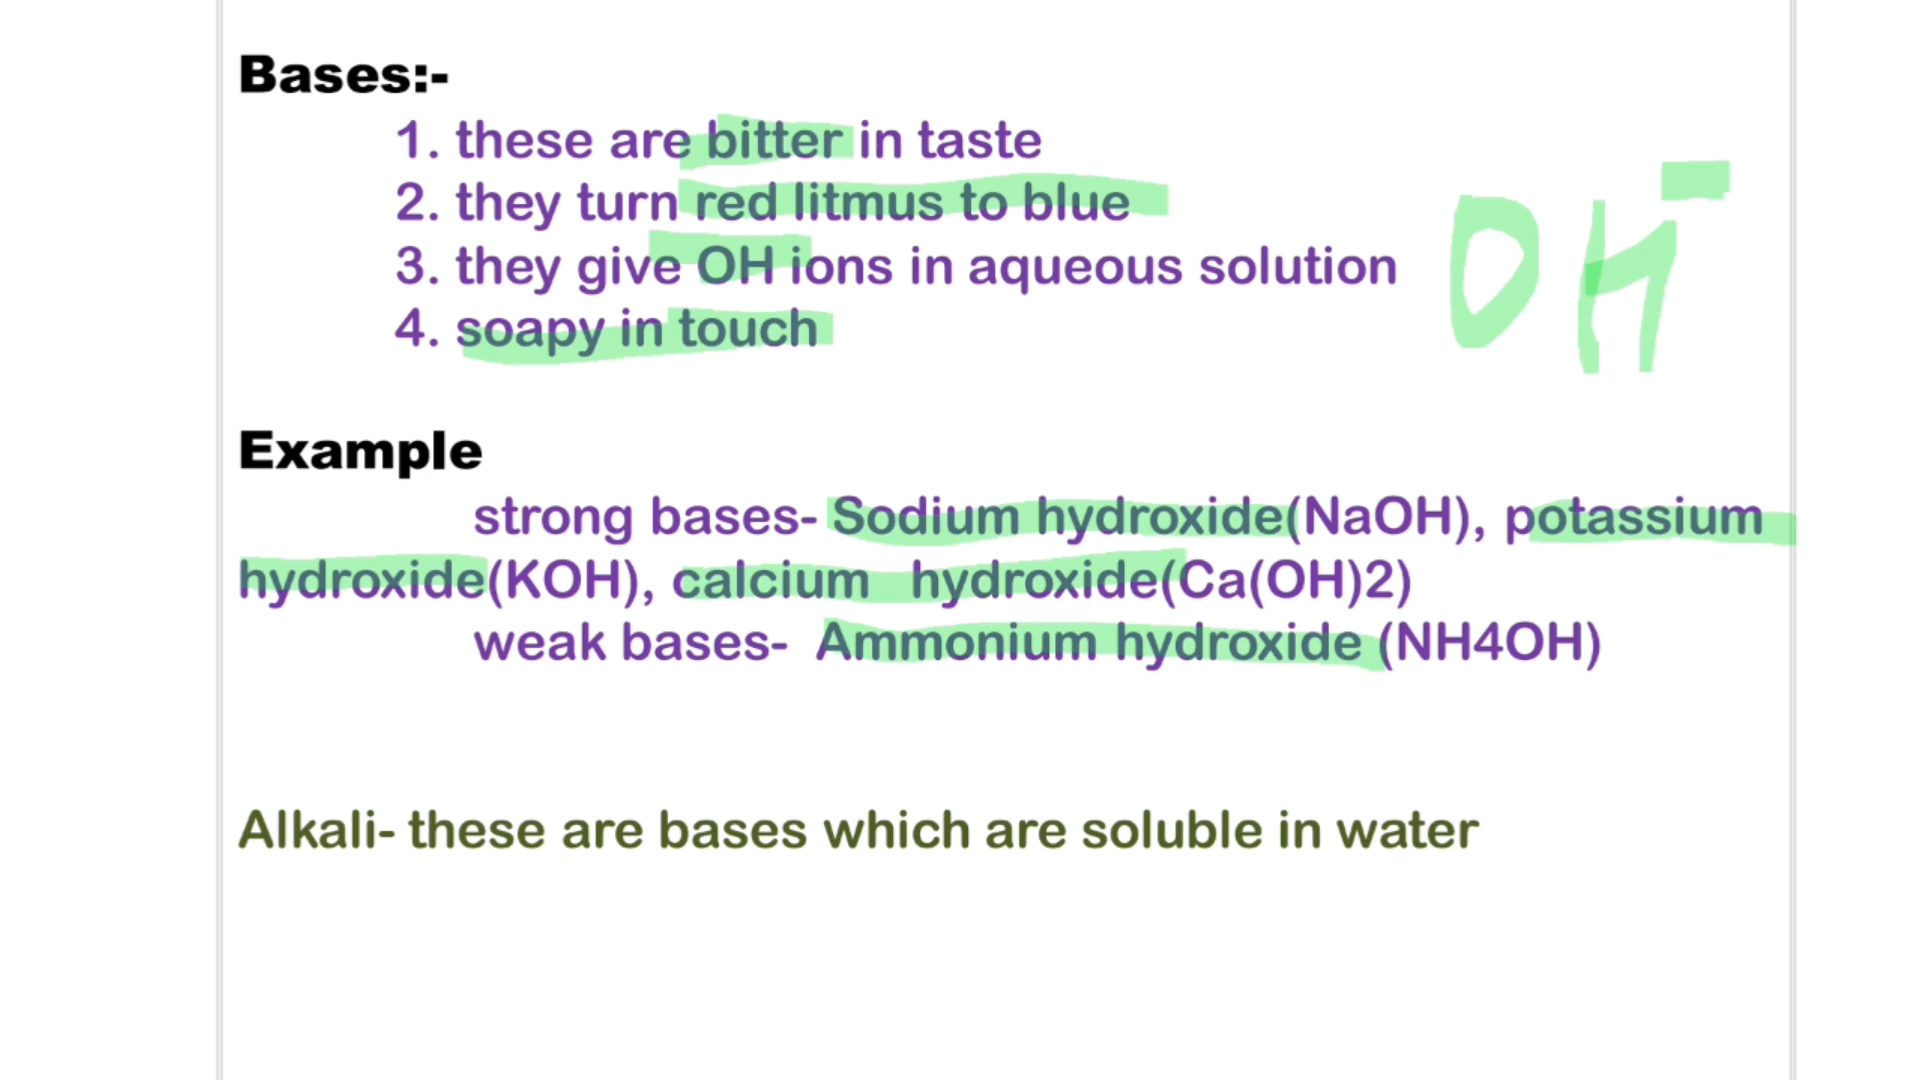 Bases:-
1. these are bitter in taste
2. they turn red litmus to blue
3. they give OH ions in aqueous solution
4. soapy in touch
OH-
Example
strong bases- Sodium hydroxide(NaOH), potassium
hydroxide(KOH), calcium hydroxide(Ca(OH)2)
weak bases- Ammonium hydroxide (NH4OH)
Alkali- these are bases which are soluble in water